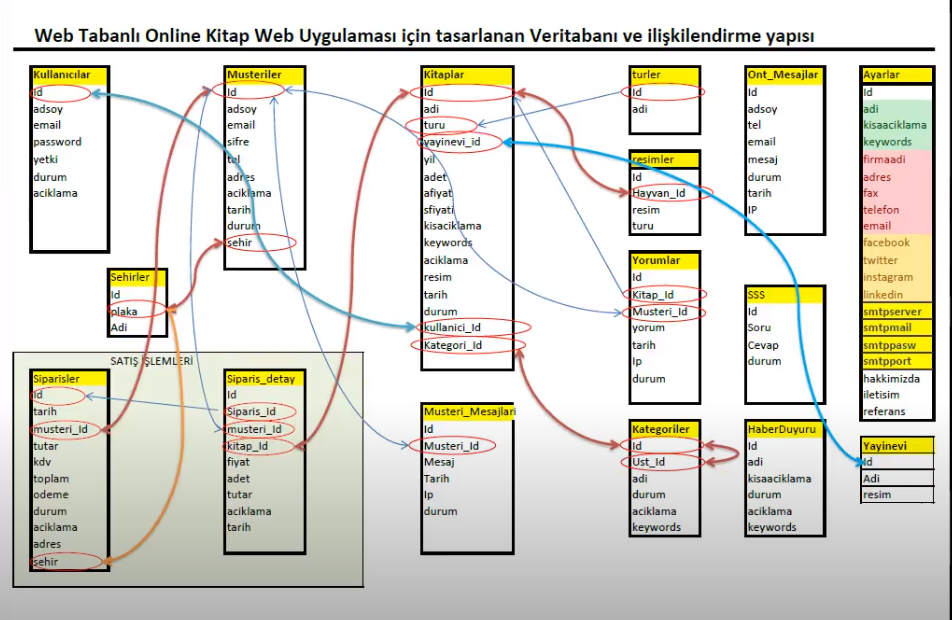 Web Tabanlı Online Kitap Web Uygulaması için tasarlanan Veritabanı ve ilişkilendirme yapısı
Kullanıcılar
Id
adsoy
email
password
yetki
durum
aciklama
Musteriler
Id
adsoy
email
sifre
tel
adres
aciklama
tarih
durum
sehir
Kitaplar
Id
adi
turu
yayinevi_id
yil
adet
afiyat
sfiyati
kisaciklama
keywords
aciklama
resim
tarih
durum
kullanici_Id
Kategori_Id
turler
Id
adi
resimler
Id
Hayvan_Id
resim
turu
Yorumlar
Id
Kitap_Id
Musteri_Id
yorum
tarih
Ip
durum
Ont_Mesajlar
Id
adsoy
tel
email
mesaj
durum
tarih
IP
SSS
Id
Soru
Cevap
durum
Ayarlar
Id
adi
kisaaciklama
keywords
firmaadi
adres
fax
telefon
email
facebook
twitter
instagram
linkedin
smtpserver
smtpmail
smtppasw
smtpport
hakkimizda
iletisim
referans
Sehirler
Id
plaka
Adi
SATIŞ İŞLEMLERİ
Siparisler
Id
tarih
musteri_Id
tutar
kdv
toplam
odeme
durum
aciklama
adres
sehir
Siparis_detay
Id
Siparis_Id
musteri_Id
kitap_Id
fiyat
adet
tutar
aciklama
tarih
Musteri_Mesajlari
Id
Musteri_Id
Mesaj
Tarih
Ip
durum
Kategoriler
Id
Ust_Id
adi
durum
aciklama
keywords
HaberDuyuru
Id
adi
kisaaciklama
durum
aciklama
keywords
Yayinevi
Id
Adi
resim